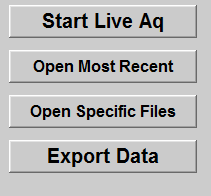 Start Live Aq
Open Most Recent
Open Specific Files
Export Data